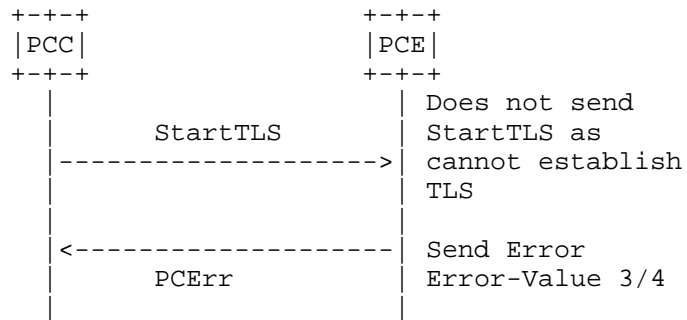 PCC PCE
Does not send
StartTLS StartTLS as
cannot establish
TLS
Send Error
PCErr Error-Value 3/4